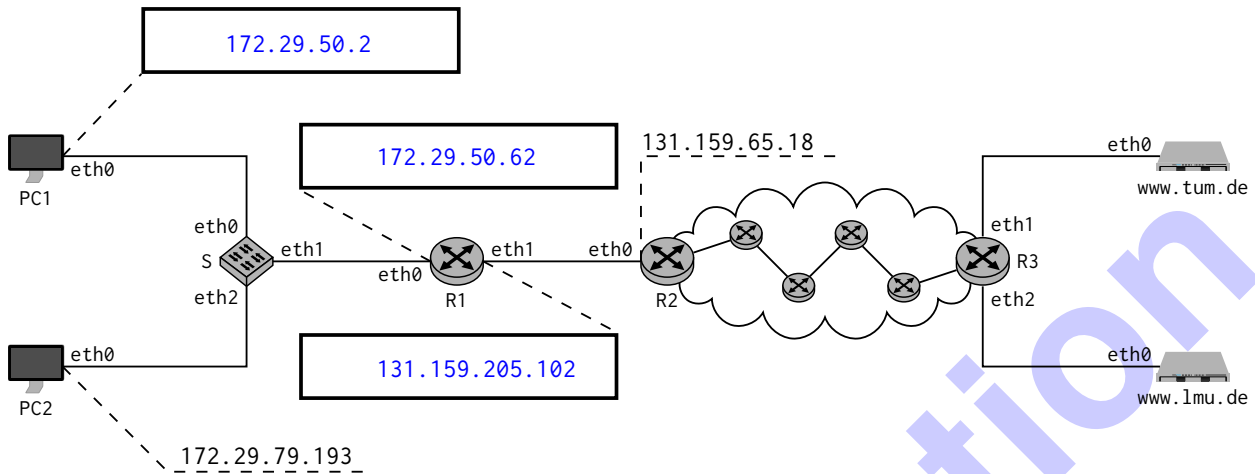 172.29.50.2
172.29.50.62
131.159.65.18
eth0
PC1
eth0
www.tum.de
eth0
eth1
S
eth1
eth0
R1
eth1
eth0
R2
R3
eth2
eth2
131.159.205.102
eth0
PC2
eth0
www.lmu.de
172.29.79.193
tion